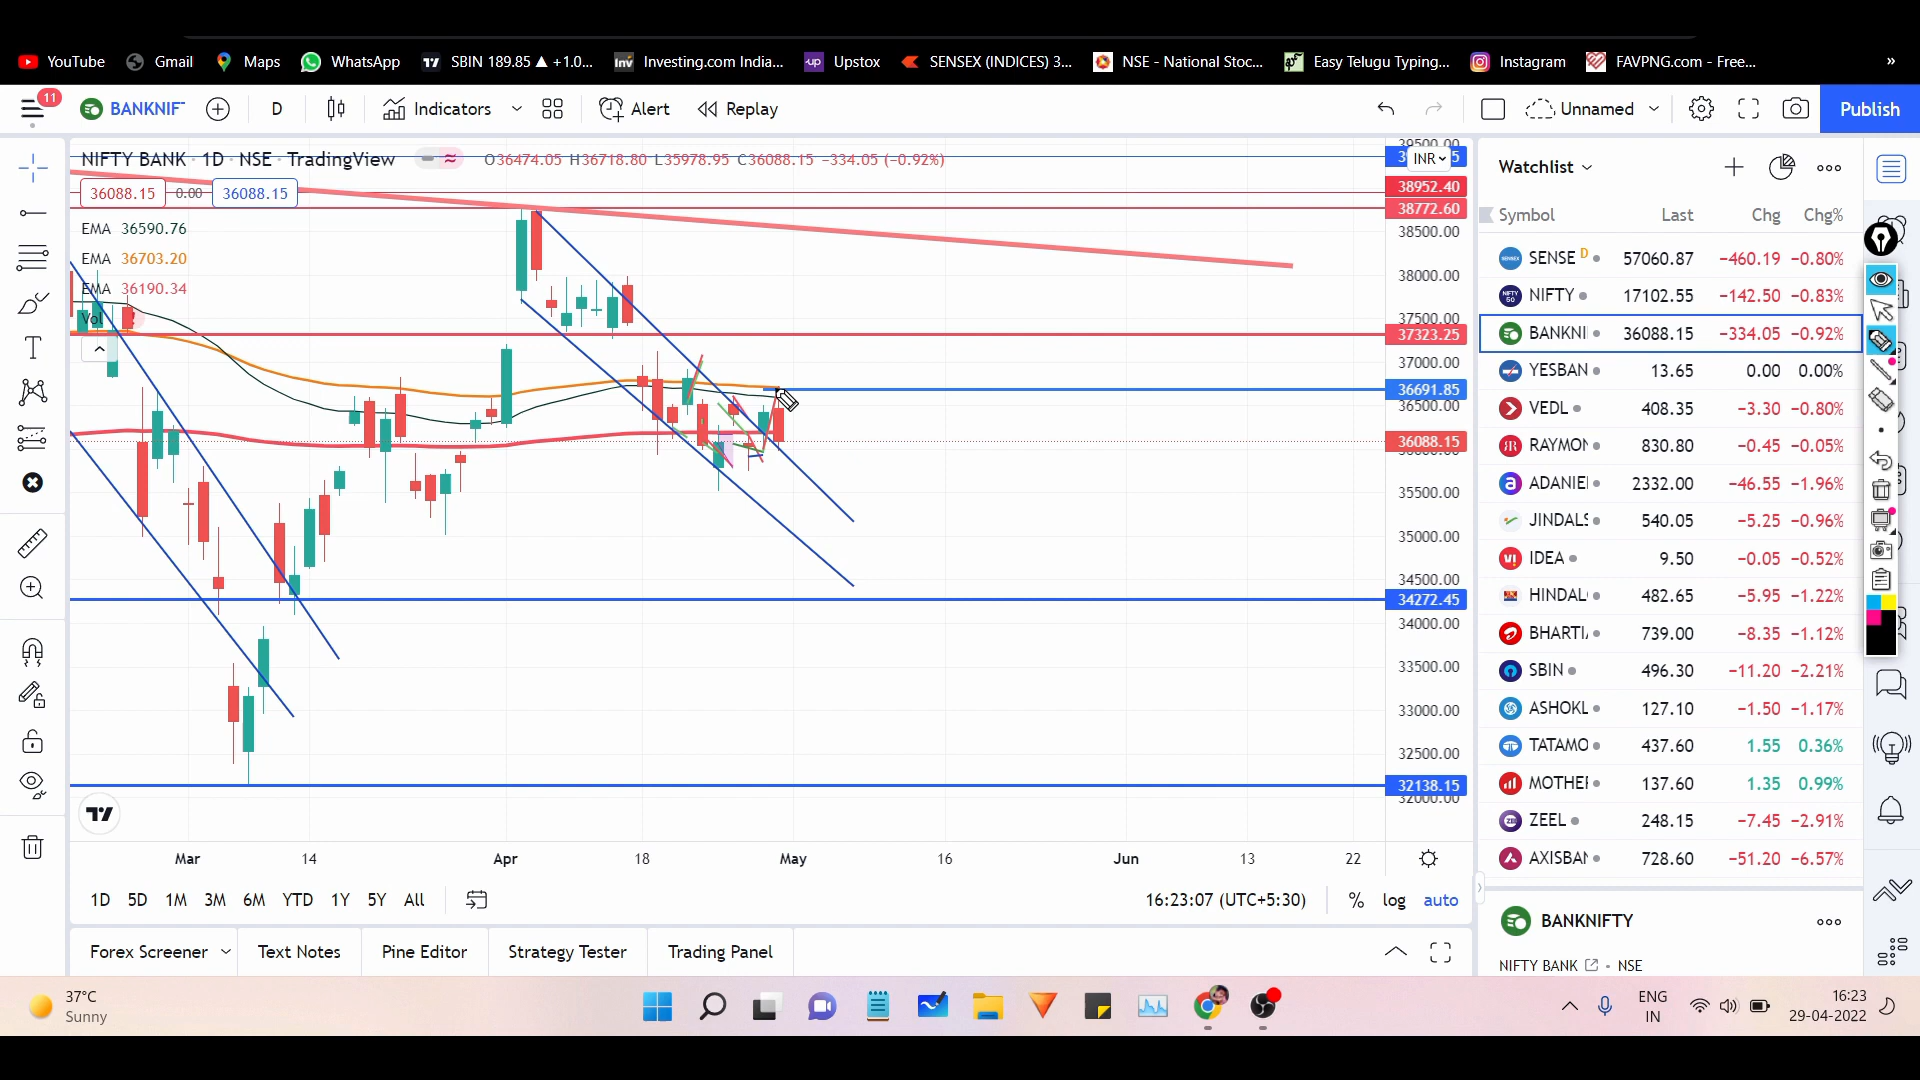 YouTube Gmail Maps WhatsApp SBIN 189.85 ▲ +1.0... Investing.com India... Upstox SENSEX (INDICES) 3... NSE - National Stoc... Easy Telugu Typing... Instagram FAVPNG.com - Free... »
11 BANKNIF D Indicators Alert Replay Unnamed Publish
NIFTY BANK · 1D · NSE · TradingView O36474.05 H36718.80 L35978.95 C36088.15 −334.05 (−0.92%)
INR
36088.15 0.00 36088.15
EMA 36590.76
EMA 36703.20
EMA 36190.34
Vol
38952.40
38772.60
38500.00
38000.00
37500.00
37323.25
37000.00
36691.85
36500.00
36088.15
35500.00
35000.00
34500.00
34272.45
34000.00
33500.00
33000.00
32500.00
32138.15
32000.00
Mar 14 Apr 18 May 16 Jun 13 22
1D 5D 1M 3M 6M YTD 1Y 5Y All 16:23:07 (UTC+5:30) % log auto
Forex Screener Text Notes Pine Editor Strategy Tester Trading Panel
Watchlist
Symbol Last Chg Chg%
SENSE D 57060.87 −460.19 −0.80%
NIFTY 17102.55 −142.50 −0.83%
BANKNI 36088.15 −334.05 −0.92%
YESBAN 13.65 0.00 0.00%
VEDL 408.35 −3.30 −0.80%
RAYMON 830.80 −0.45 −0.05%
ADANIE 2332.00 −46.55 −1.96%
JINDALS 540.05 −5.25 −0.96%
IDEA 9.50 −0.05 −0.52%
HINDAL 482.65 −5.95 −1.22%
BHARTI 739.00 −8.35 −1.12%
SBIN 496.30 −11.20 −2.21%
ASHOKL 127.10 −1.50 −1.17%
TATAMO 437.60 1.55 0.36%
MOTHER 137.60 1.35 0.99%
ZEEL 248.15 −7.45 −2.91%
AXISBAN 728.60 −51.20 −6.57%
BANKNIFTY
NIFTY BANK · NSE
37°C
Sunny
ENG
IN
16:23
29-04-2022